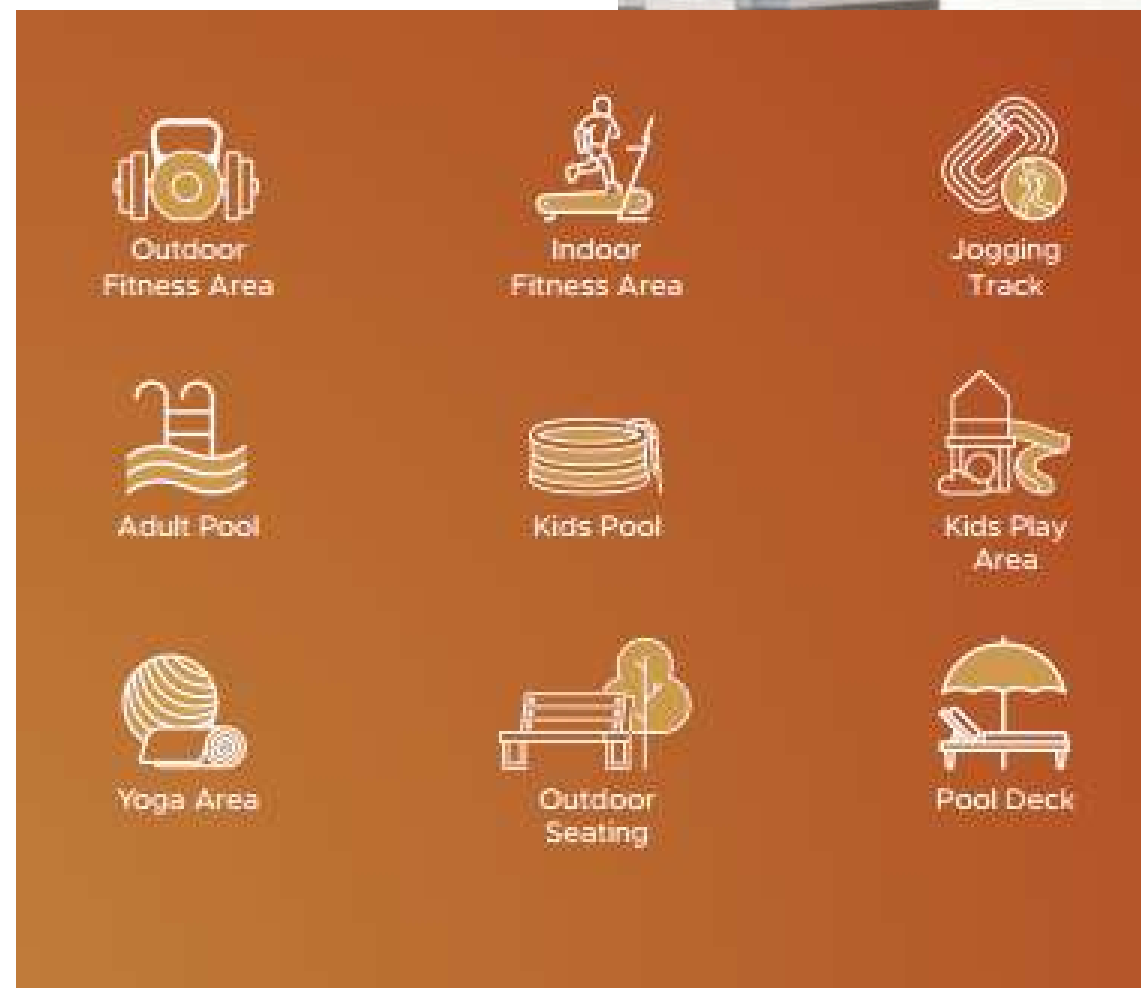 Outdoor
Fitness Area
Indoor
Fitness Area
Jogging
Track
Adult Pool
Kids Pool
Kids Play
Area
Yoga Area
Outdoor
Seating
Pool Deck